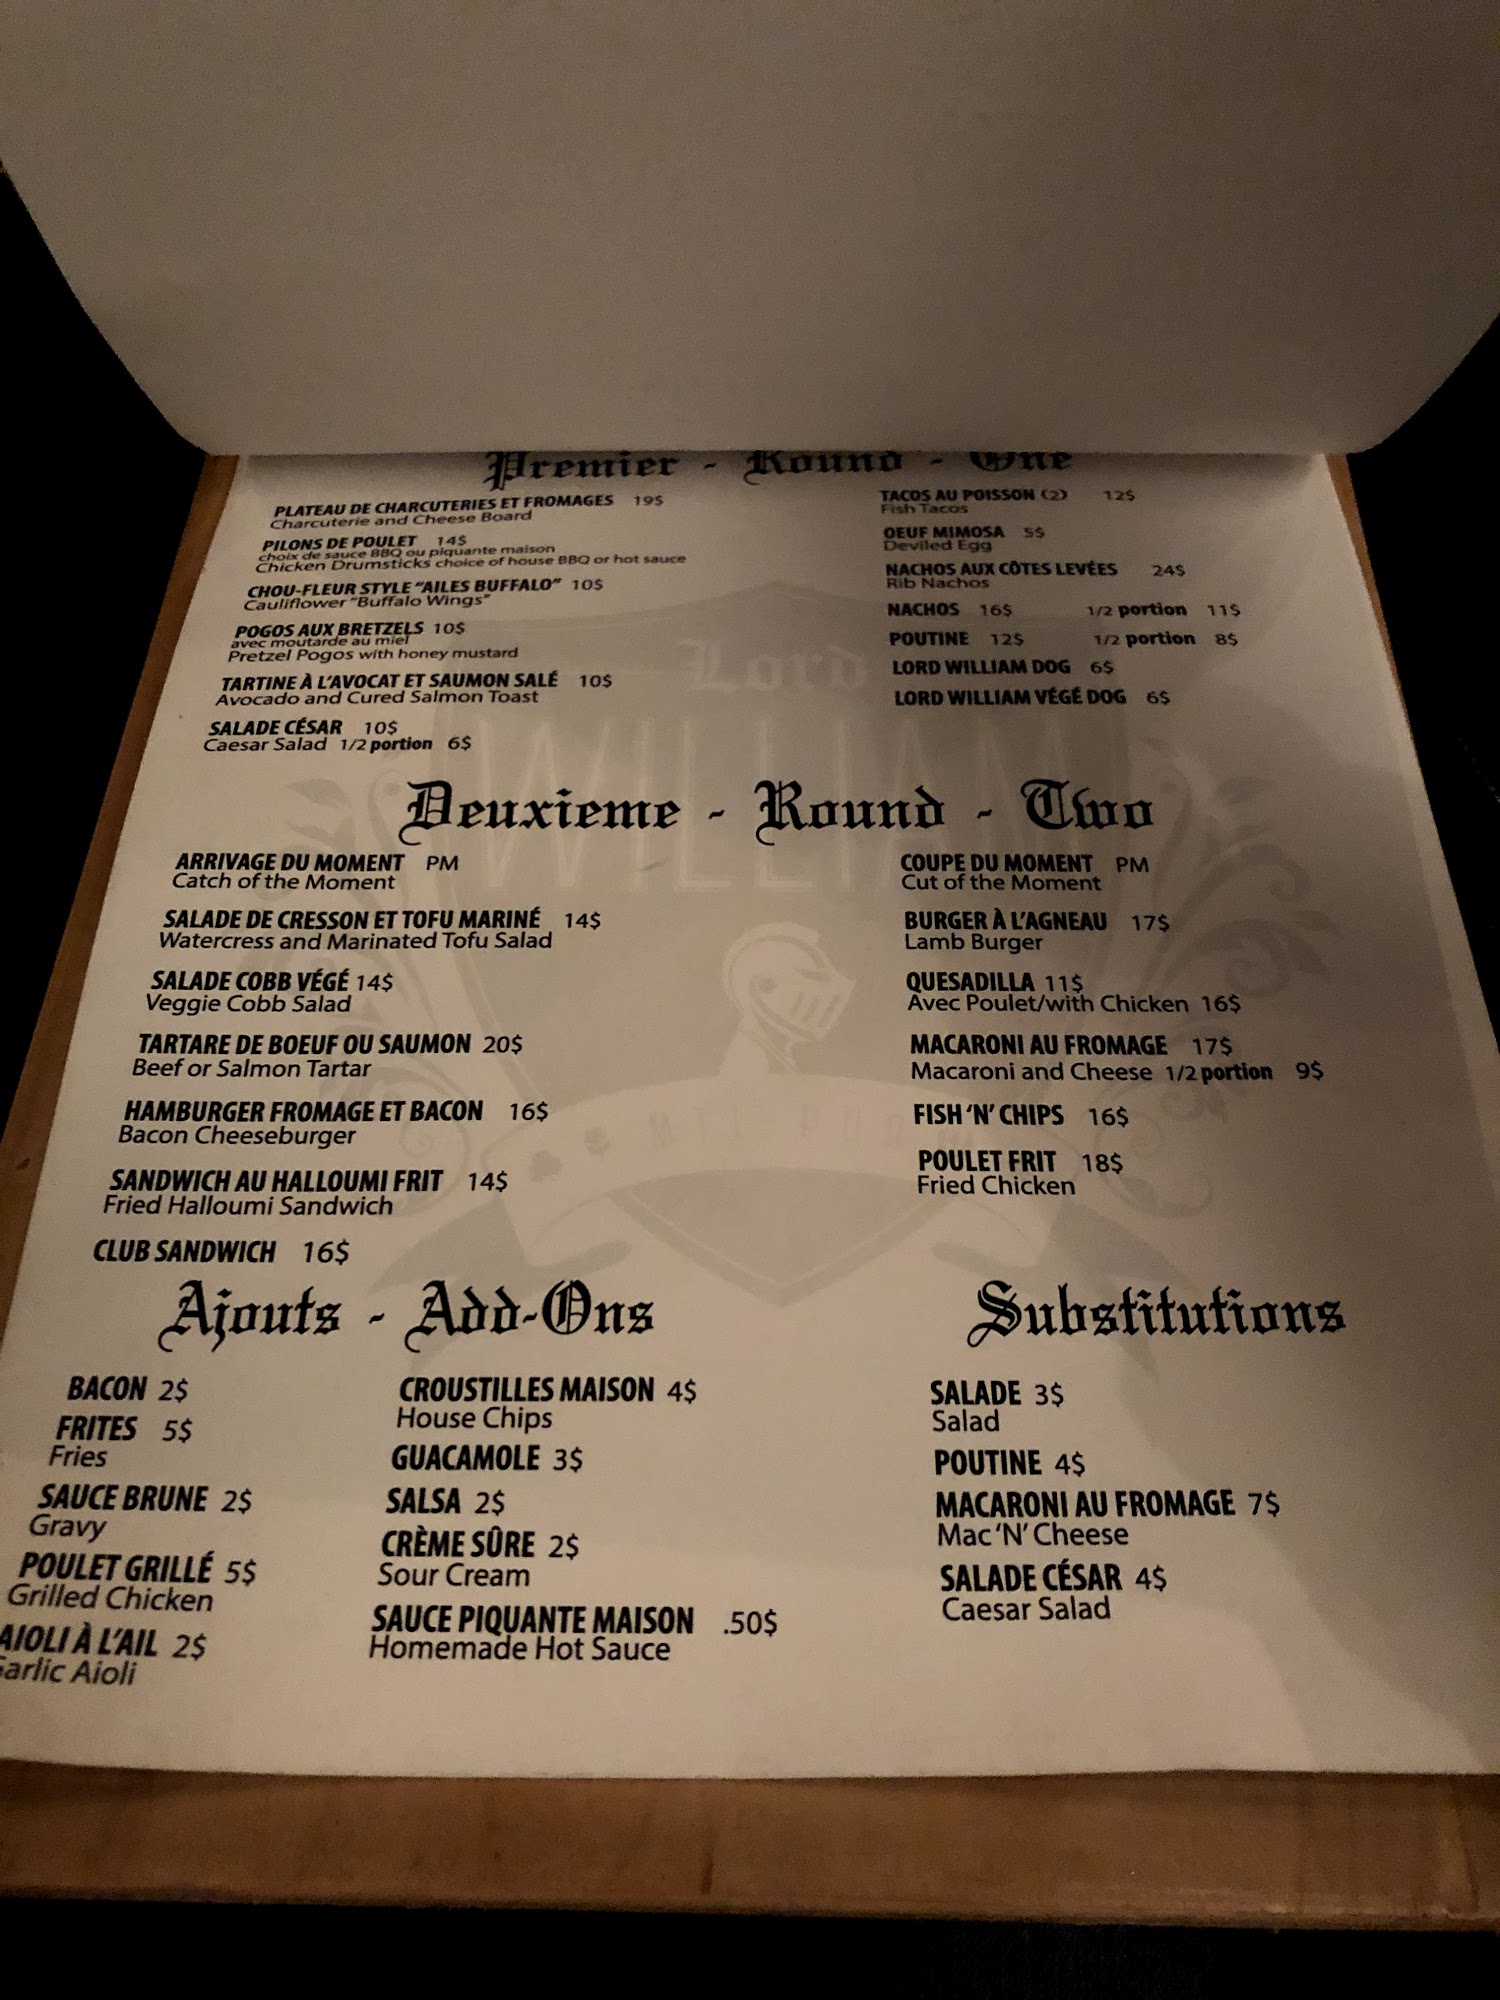 Premier - Round - One
PLATEAU DE CHARCUTERIES ET FROMAGES 19$
Charcuterie and Cheese Board
PILONS DE POULET 14$
choix de sauce BBQ ou piquante maison
Chicken Drumsticks choice of house BBQ or hot sauce
CHOU-FLEUR STYLE "AILES BUFFALO" 10$
Cauliflower "Buffalo Wings"
POGOS AUX BRETZELS 10$
avec moutarde au miel
Pretzel Pogos with honey mustard
TARTINE À L'AVOCAT ET SAUMON SALÉ 10$
Avocado and Cured Salmon Toast
SALADE CÉSAR 10$
Caesar Salad 1/2 portion 6$
TACOS AU POISSON (2) 12$
Fish Tacos
OEUF MIMOSA 5$
Deviled Egg
NACHOS AUX CÔTES LEVÉES 24$
Rib Nachos
NACHOS 16$ 1/2 portion 11$
POUTINE 12$ 1/2 portion 8$
LORD WILLIAM DOG 6$
LORD WILLIAM VÉGÉ DOG 6$
Lord
WILLIAM
Deuxieme - Round - Two
ARRIVAGE DU MOMENT PM
Catch of the Moment
SALADE DE CRESSON ET TOFU MARINÉ 14$
Watercress and Marinated Tofu Salad
SALADE COBB VÉGÉ 14$
Veggie Cobb Salad
TARTARE DE BOEUF OU SAUMON 20$
Beef or Salmon Tartar
HAMBURGER FROMAGE ET BACON 16$
Bacon Cheeseburger
SANDWICH AU HALLOUMI FRIT 14$
Fried Halloumi Sandwich
CLUB SANDWICH 16$
COUPE DU MOMENT PM
Cut of the Moment
BURGER À L'AGNEAU 17$
Lamb Burger
QUESADILLA 11$
Avec Poulet/with Chicken 16$
MACARONI AU FROMAGE 17$
Macaroni and Cheese 1/2 portion 9$
FISH 'N' CHIPS 16$
POULET FRIT 18$
Fried Chicken
Ajouts - Add-Ons
BACON 2$
FRITES 5$
Fries
SAUCE BRUNE 2$
Gravy
POULET GRILLÉ 5$
Grilled Chicken
AIOLI À L'AIL 2$
Garlic Aioli
CROUSTILLES MAISON 4$
House Chips
GUACAMOLE 3$
SALSA 2$
CRÈME SÛRE 2$
Sour Cream
SAUCE PIQUANTE MAISON .50$
Homemade Hot Sauce
Substitutions
SALADE 3$
Salad
POUTINE 4$
MACARONI AU FROMAGE 7$
Mac 'N' Cheese
SALADE CÉSAR 4$
Caesar Salad